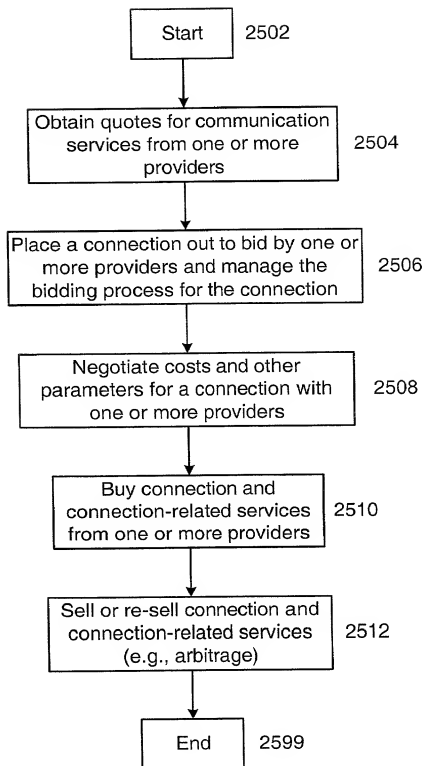 Start 2502
Obtain quotes for communication
services from one or more 2504
providers
Place a connection out to bid by one or
more providers and manage the 2506
bidding process for the connection
Negotiate costs and other
parameters for a connection with 2508
one or more providers
Buy connection and
connection-related services 2510
from one or more providers
Sell or re-sell connection and
connection-related services 2512
(e.g., arbitrage)
End 2599